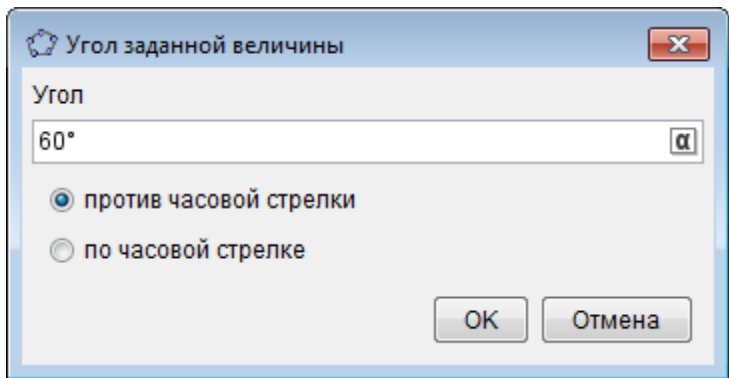 Угол заданной величины
Угол
60°
α
против часовой стрелки
по часовой стрелке
OK Отмена